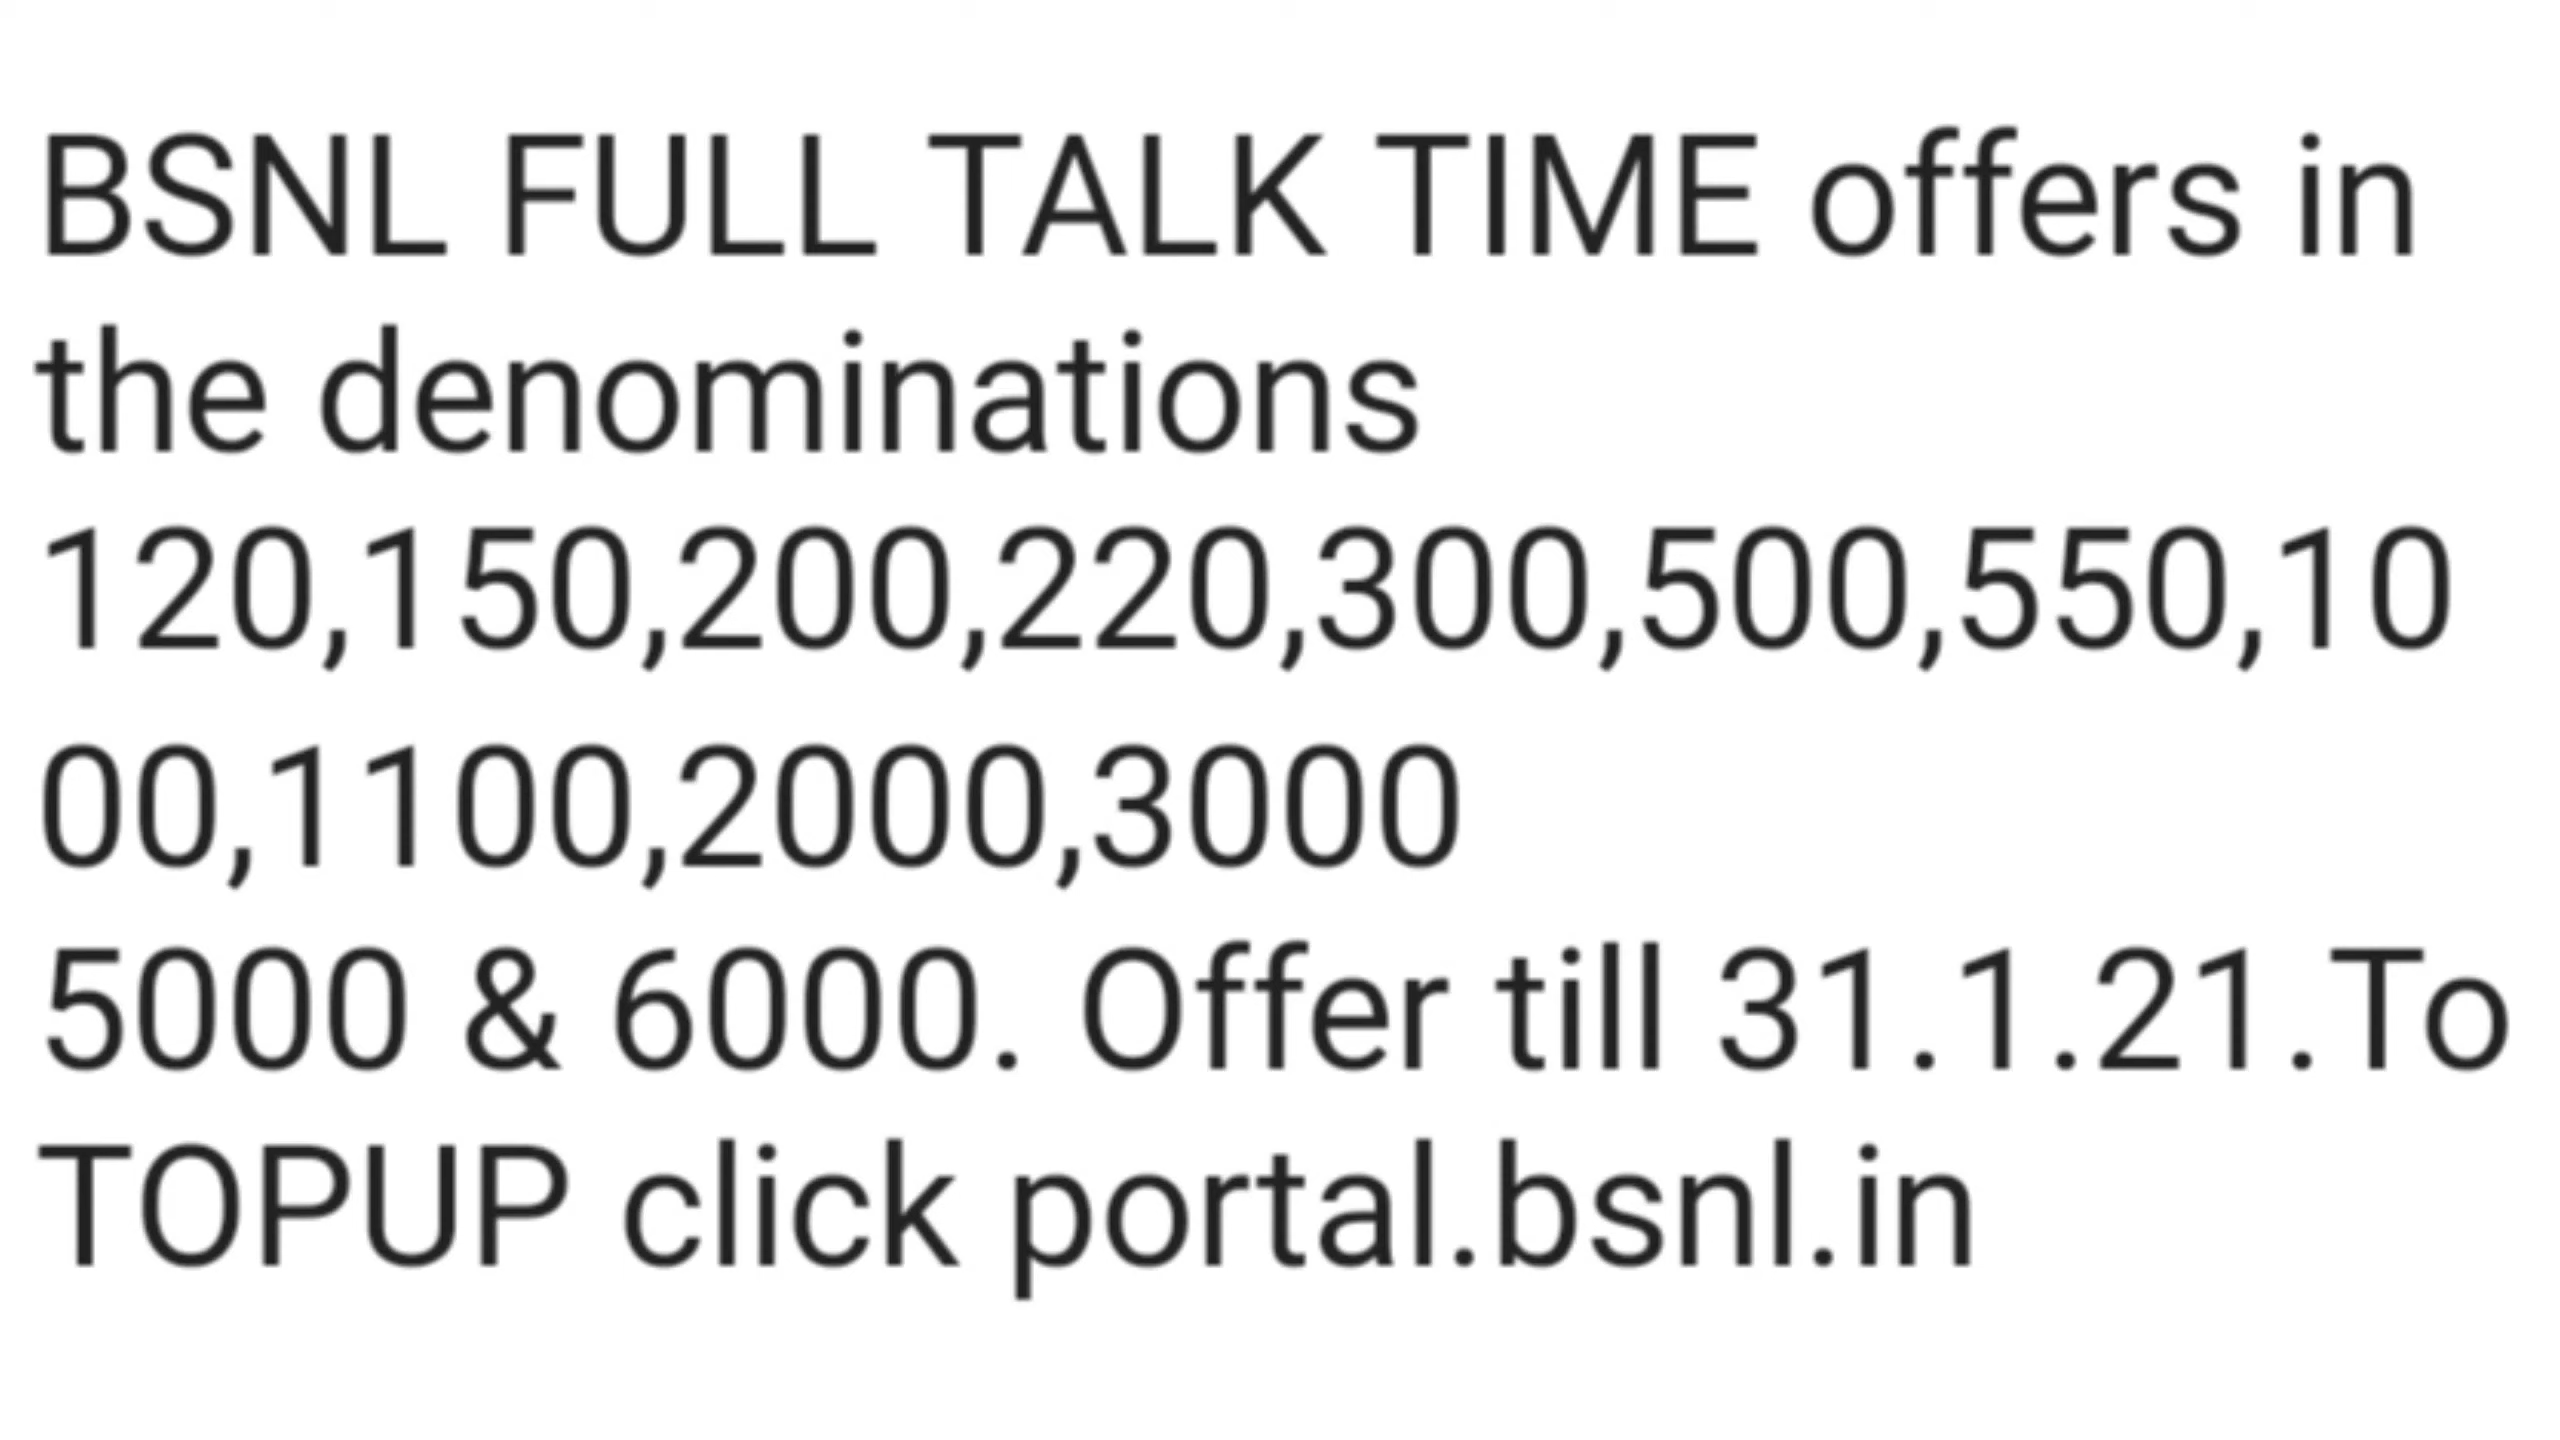 BSNL FULL TALK TIME offers in
the denominations
120,150,200,220,300,500,550,10
00,1100,2000,3000
5000 & 6000. Offer till 31.1.21.To
TOPUP click portal.bsnl.in